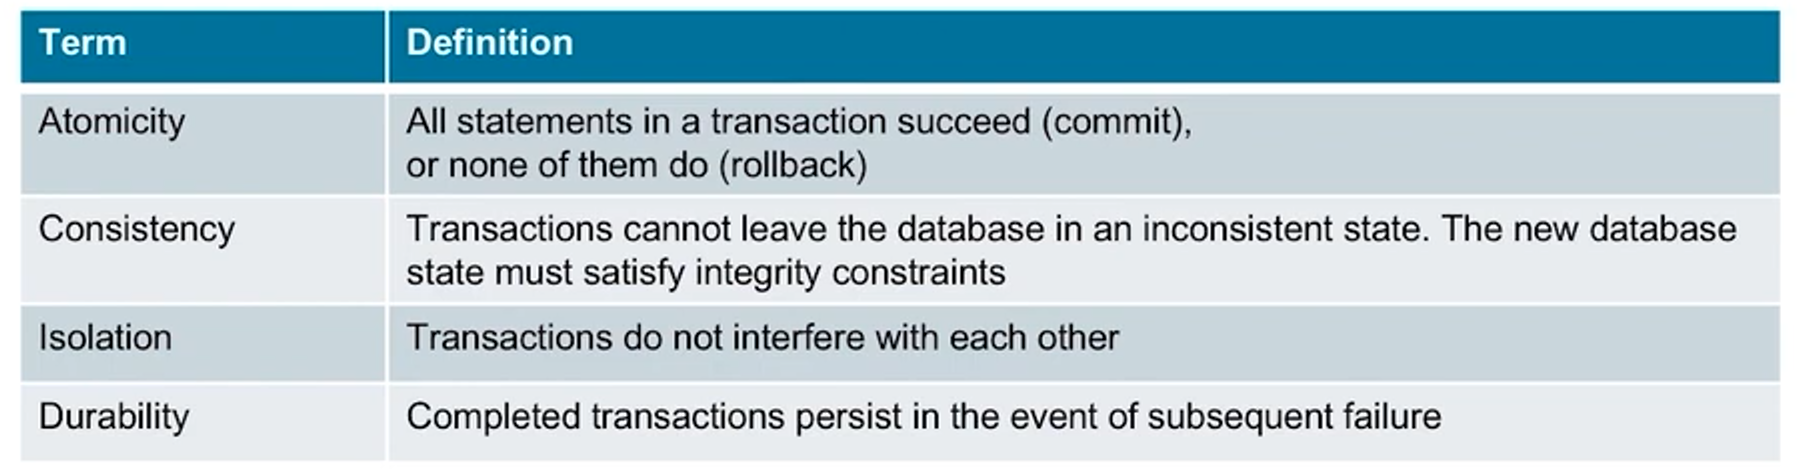 Term Definition
Atomicity All statements in a transaction succeed (commit),
or none of them do (rollback)
Consistency Transactions cannot leave the database in an inconsistent state. The new database
state must satisfy integrity constraints
Isolation Transactions do not interfere with each other
Durability Completed transactions persist in the event of subsequent failure